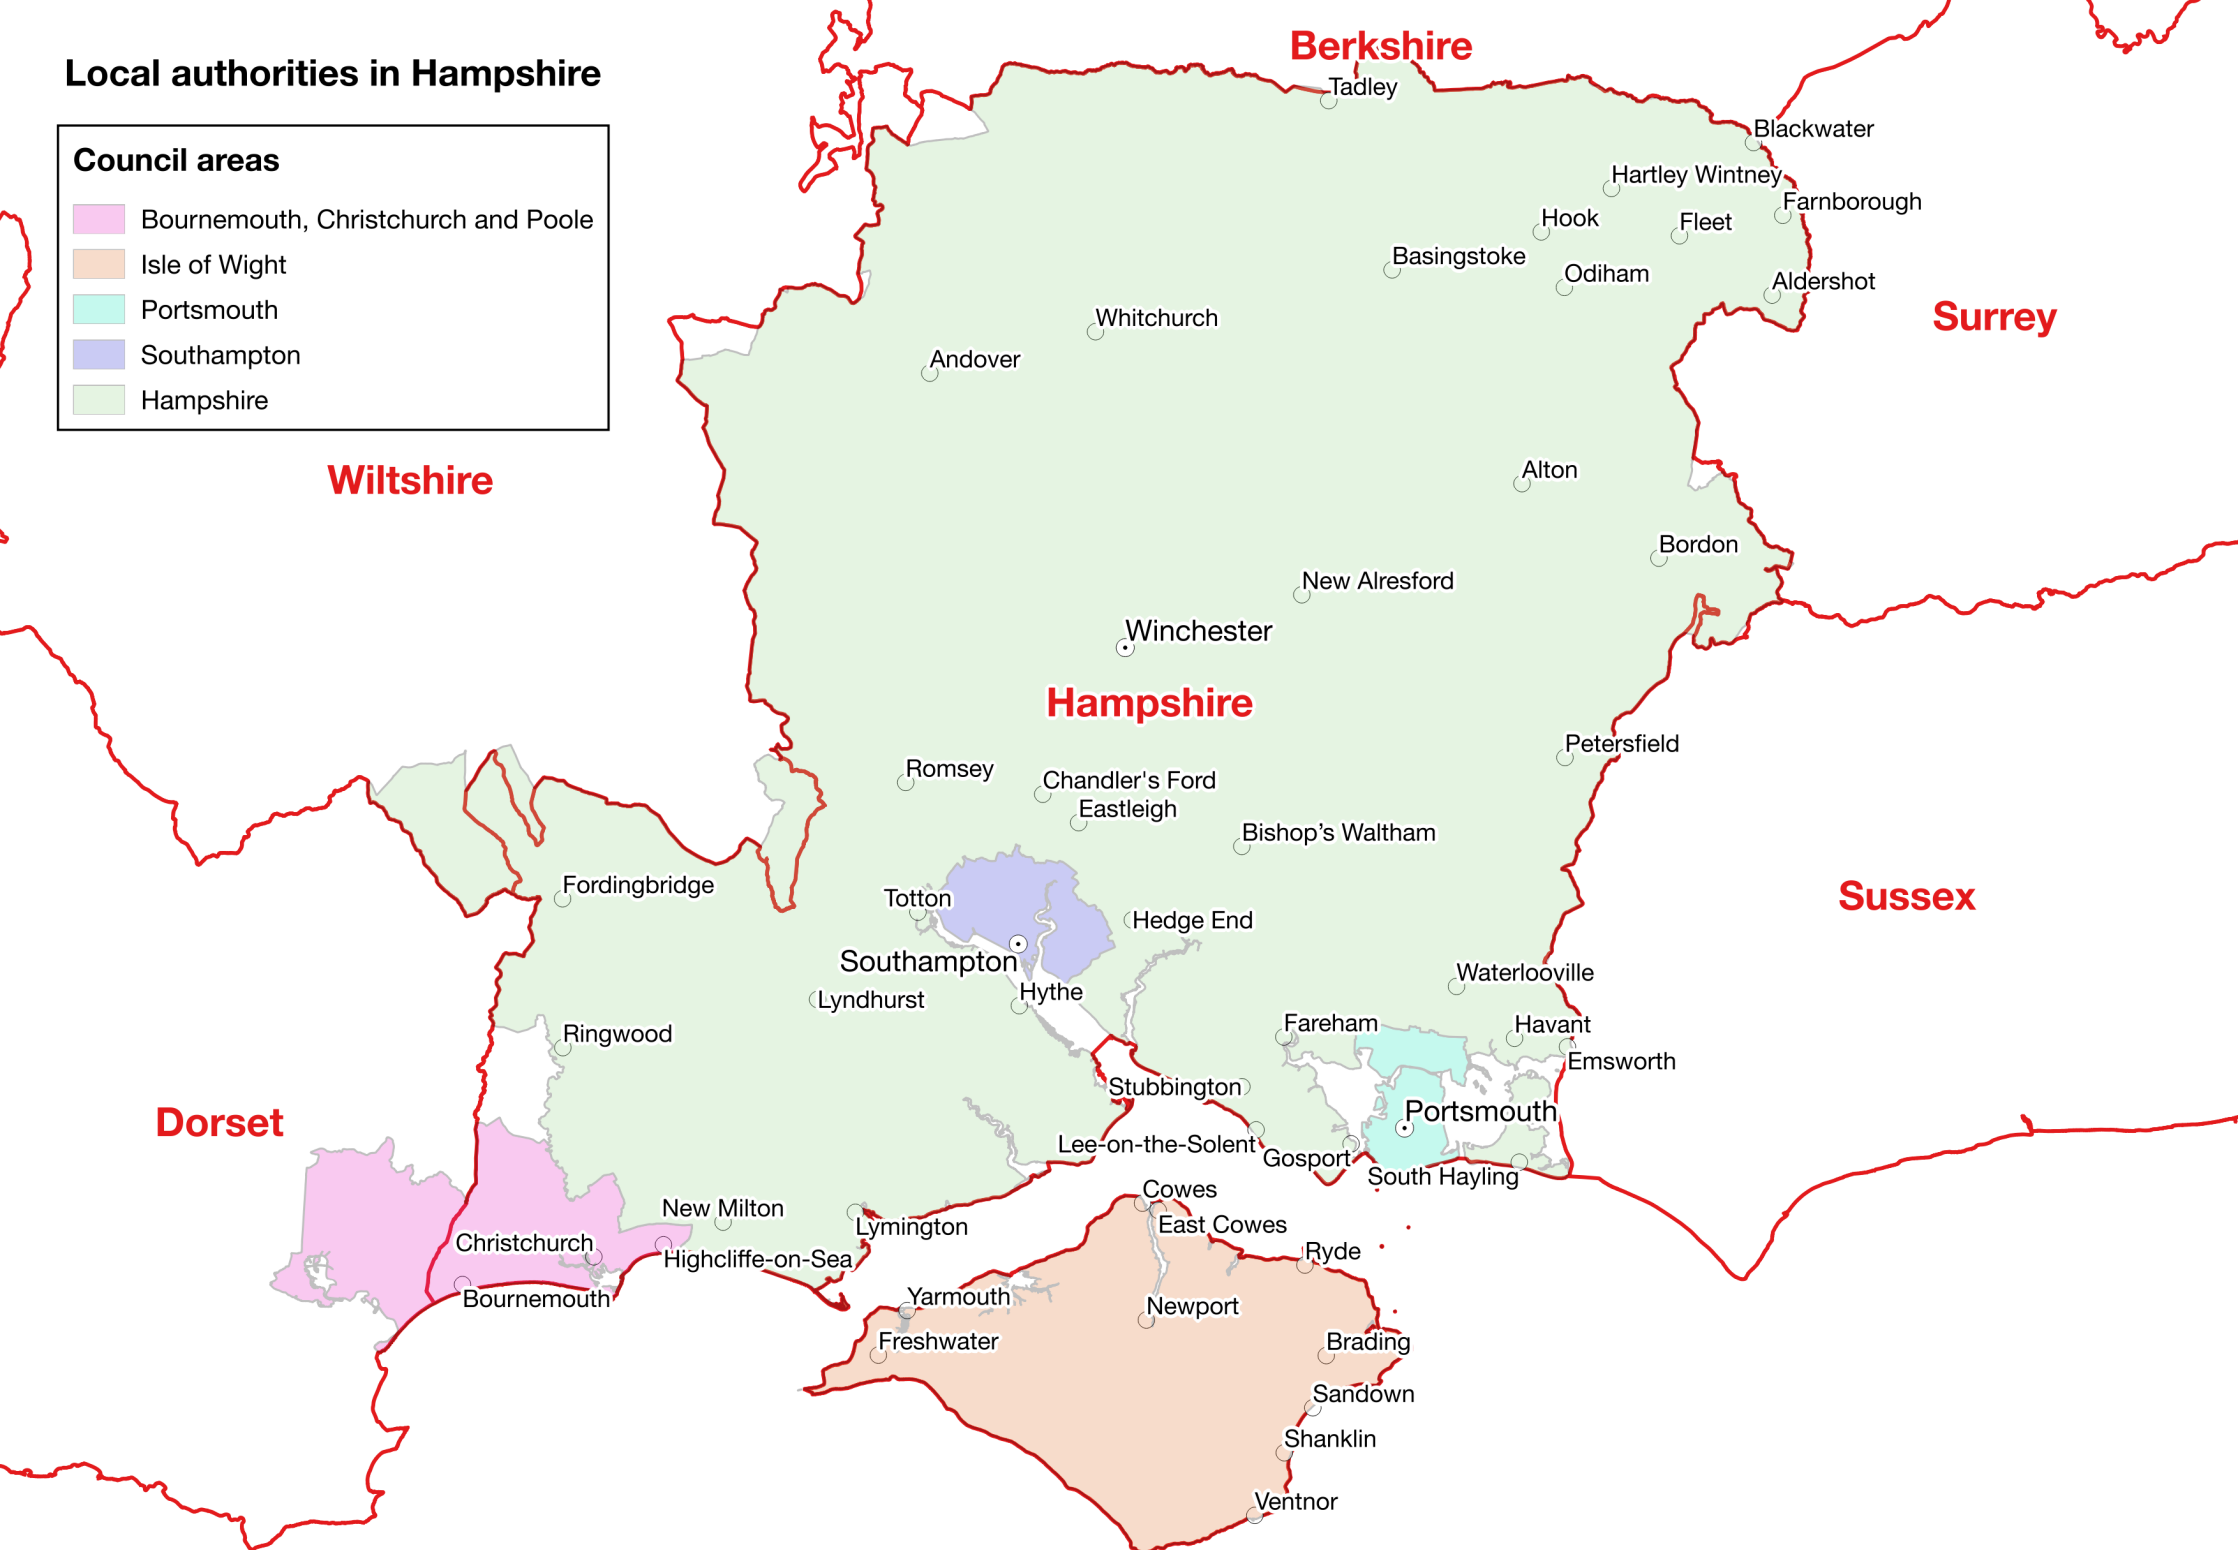 Local authorities in Hampshire
Council areas
Bournemouth, Christchurch and Poole
Isle of Wight
Portsmouth
Southampton
Hampshire
Berkshire
Tadley
Blackwater
Hartley Wintney
Farnborough
Hook
Fleet
Basingstoke
Odiham
Aldershot
Surrey
Whitchurch
Andover
Wiltshire
Alton
Bordon
New Alresford
Winchester
Hampshire
Petersfield
Romsey
Chandler's Ford
Eastleigh
Bishop’s Waltham
Fordingbridge
Totton
Hedge End
Sussex
Southampton
Waterlooville
Lyndhurst
Hythe
Ringwood
Fareham
Havant
Emsworth
Stubbington
Portsmouth
Dorset
Lee-on-the-Solent
Gosport
South Hayling
Cowes
New Milton
Lymington
East Cowes
Christchurch
Highcliffe-on-Sea
Ryde
Bournemouth
Yarmouth
Newport
Freshwater
Brading
Sandown
Shanklin
Ventnor